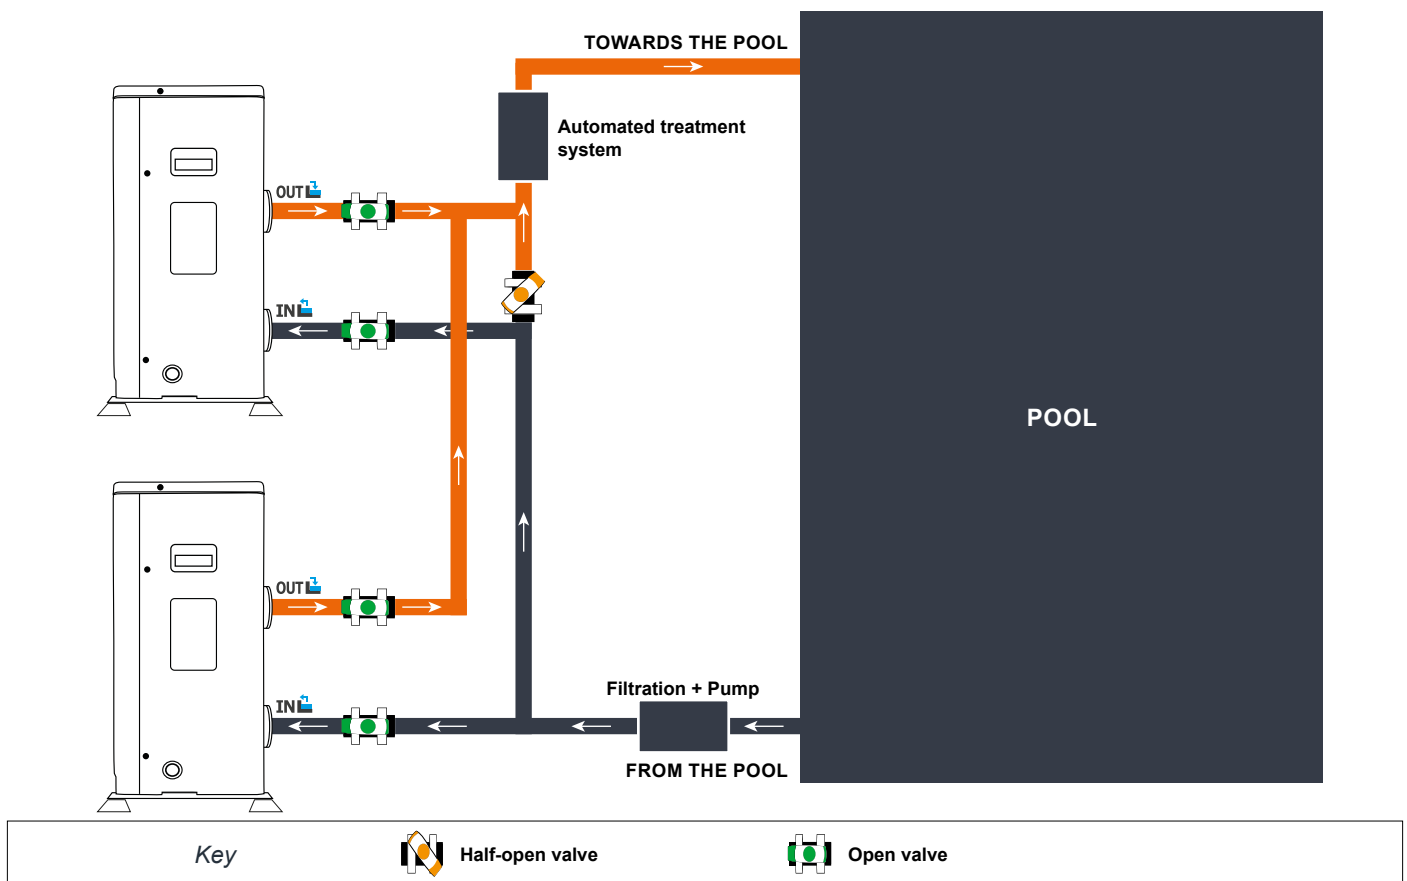 TOWARDS THE POOL
Automated treatment
system
OUT
IN
POOL
OUT
Filtration + Pump
IN
FROM THE POOL
Key
Half-open valve
Open valve